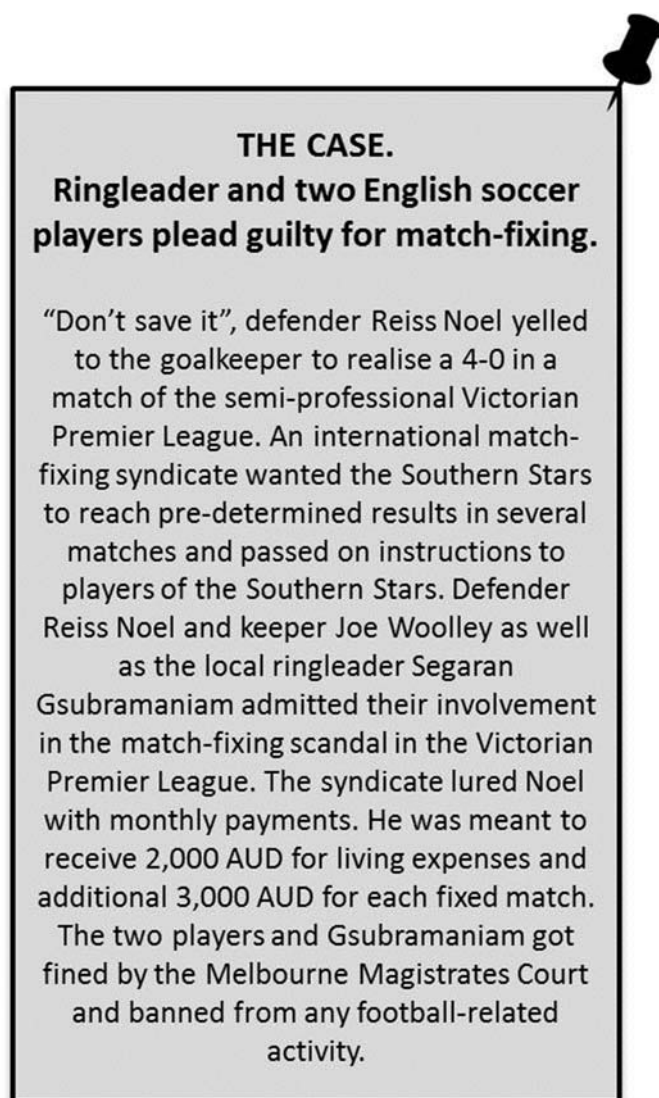 THE CASE.
Ringleader and two English soccer
players plead guilty for match-fixing.
“Don’t save it”, defender Reiss Noel yelled
to the goalkeeper to realise a 4-0 in a
match of the semi-professional Victorian
Premier League. An international match-
fixing syndicate wanted the Southern Stars
to reach pre-determined results in several
matches and passed on instructions to
players of the Southern Stars. Defender
Reiss Noel and keeper Joe Woolley as well
as the local ringleader Segaran
Gsubramaniam admitted their involvement
in the match-fixing scandal in the Victorian
Premier League. The syndicate lured Noel
with monthly payments. He was meant to
receive 2,000 AUD for living expenses and
additional 3,000 AUD for each fixed match.
The two players and Gsubramaniam got
fined by the Melbourne Magistrates Court
and banned from any football-related
activity.